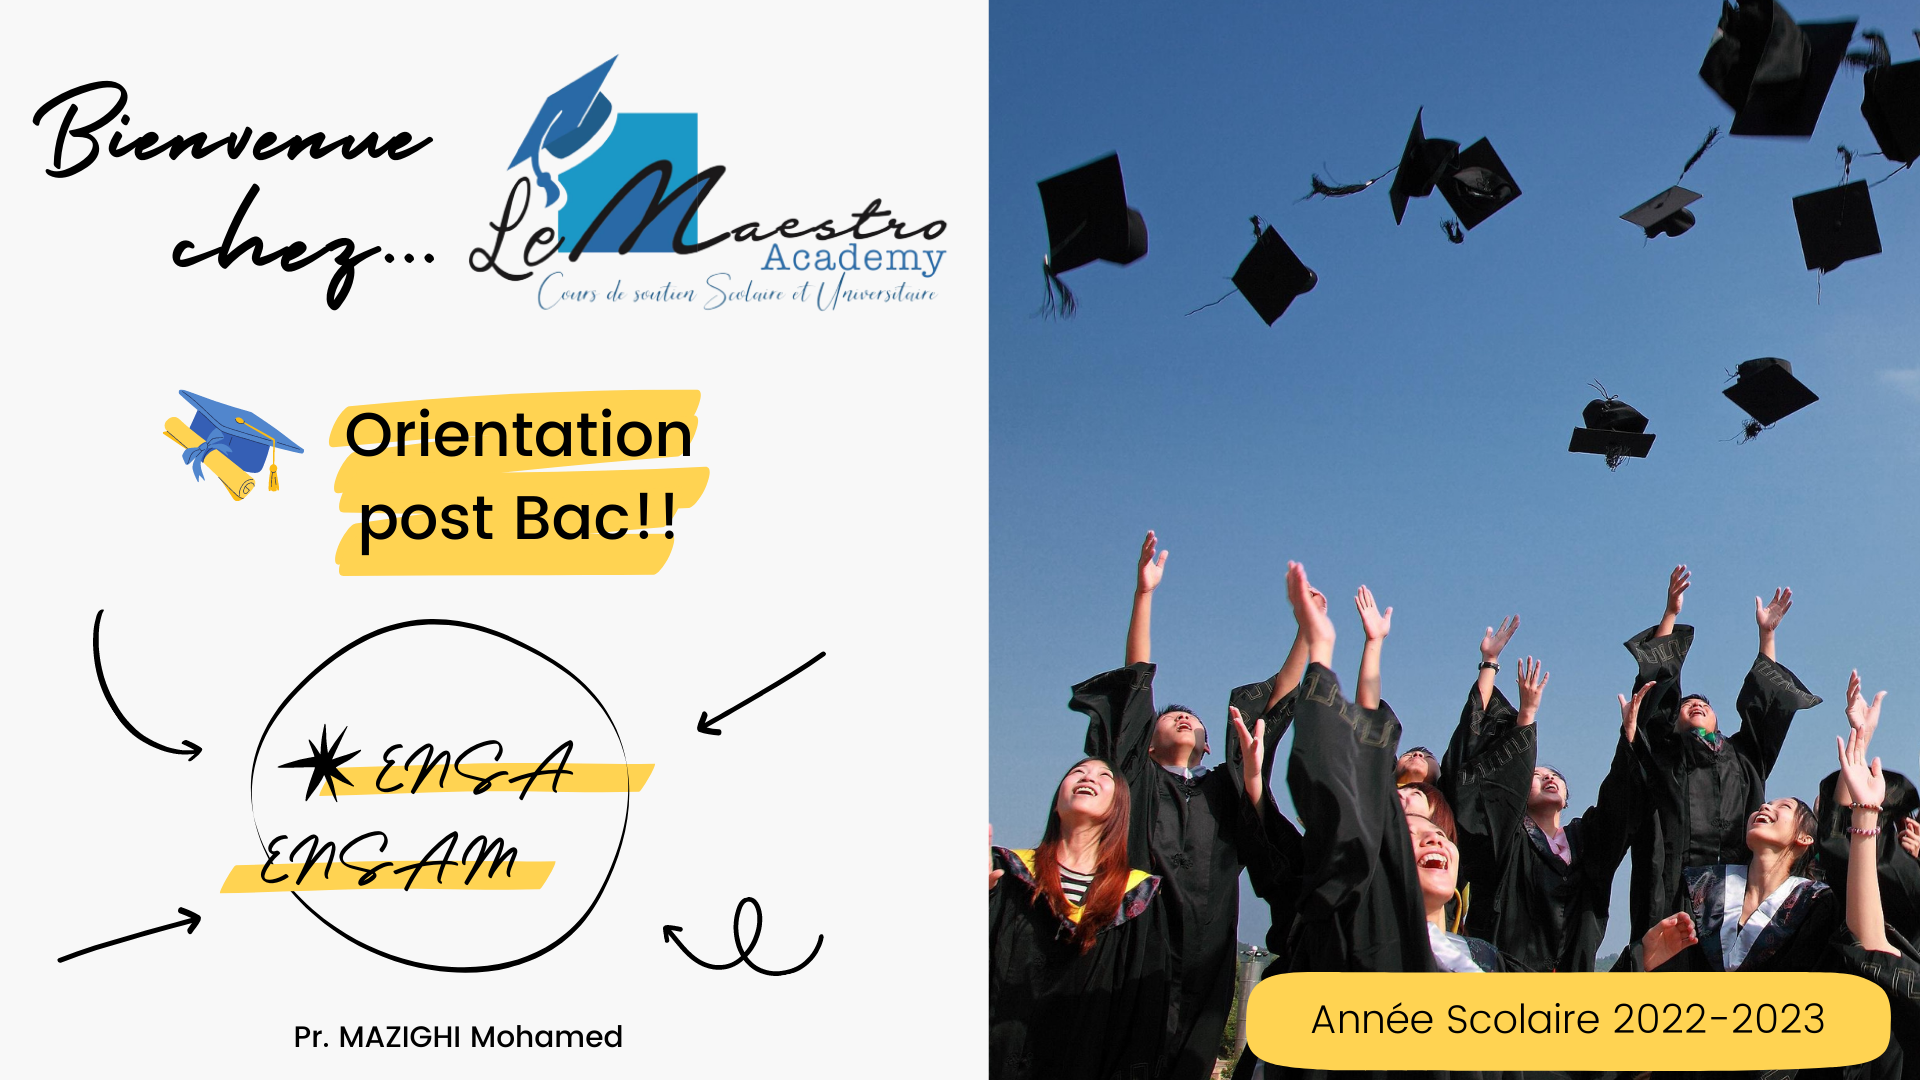 Bienvenue
chez...
Le Maestro
Academy
Cours de soutien Scolaire et Universitaire
Orientation
post Bac!!
ENSA
ENSAM
Pr. MAZIGHI Mohamed
Année Scolaire 2022-2023